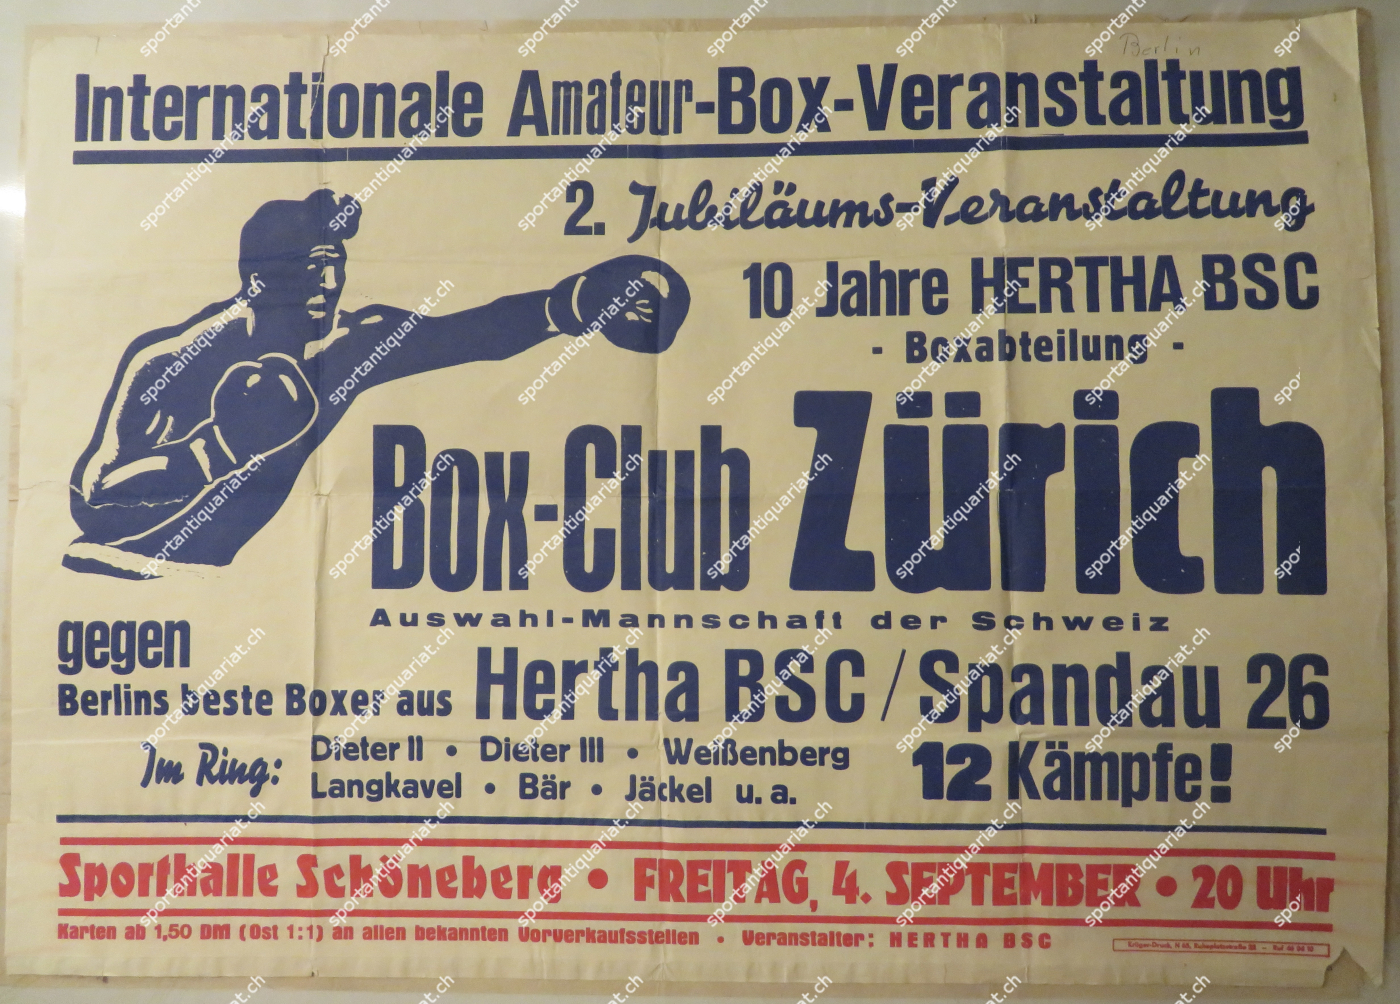 Berlin
Internationale Amateur-Box-Veranstaltung
2. Jubiläums-Veranstaltung
10 Jahre HERTHA BSC
- Boxabteilung -
Box-Club Zürich
Auswahl-Mannschaft der Schweiz
gegen
Berlins beste Boxer aus Hertha BSC / Spandau 26
Im Ring: Dieter II • Dieter III • Weißenberg
Langkavel • Bär • Jäckel u. a.
12 Kämpfe!
Sporthalle Schöneberg • FREITAG, 4. SEPTEMBER • 20 Uhr
Karten ab 1,50 DM (Ost 1:1) an allen bekannten Vorverkaufsstellen • Veranstalter: HERTHA BSC
sportantiquariat.ch